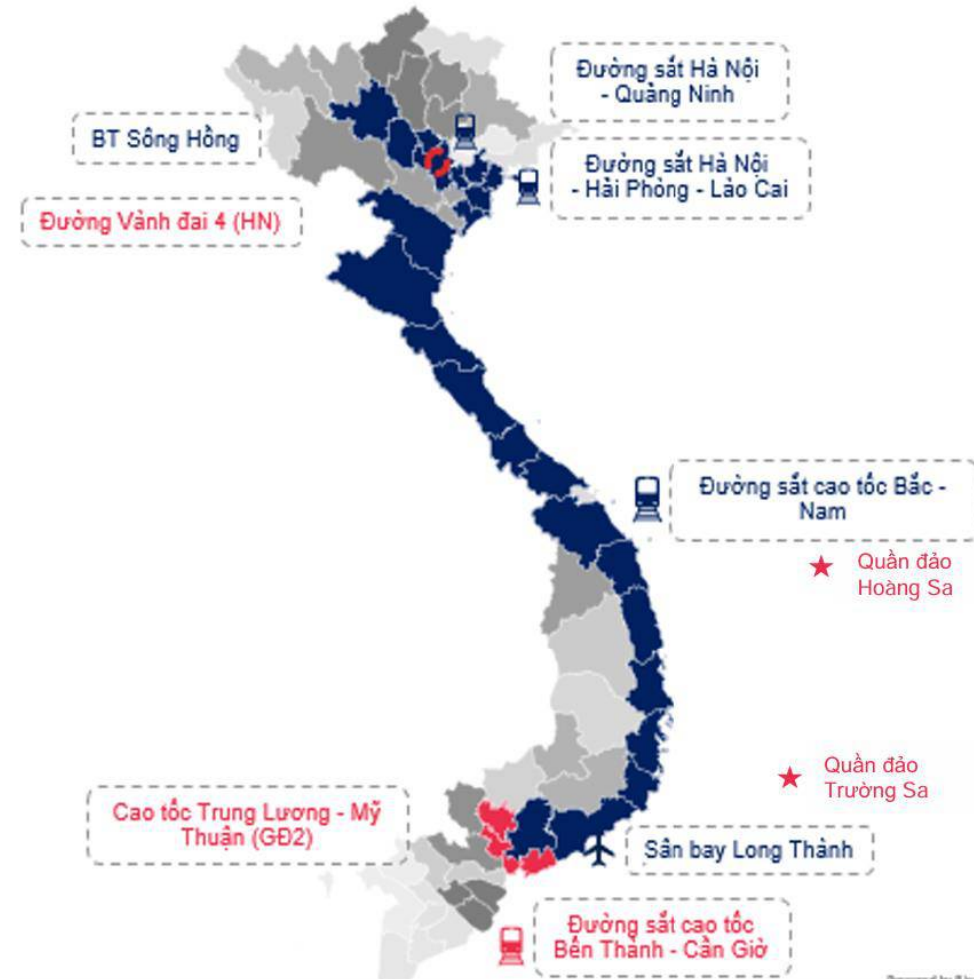 Đường sắt Hà Nội
- Quảng Ninh
BT Sông Hồng
Đường sắt Hà Nội
- Hải Phòng - Lào Cai
Đường Vành đai 4 (HN)
Đường sắt cao tốc Bắc -
Nam
Quần đảo
Hoàng Sa
Quần đảo
Trường Sa
Cao tốc Trung Lương - Mỹ
Thuận (GĐ2)
Sân bay Long Thành
Đường sắt cao tốc
Bến Thành - Cần Giờ